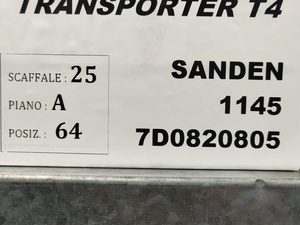 TRANSPORTER T4
SCAFFALE : 25
PIANO : A
POSIZ. : 64
SANDEN
1145
7D0820805